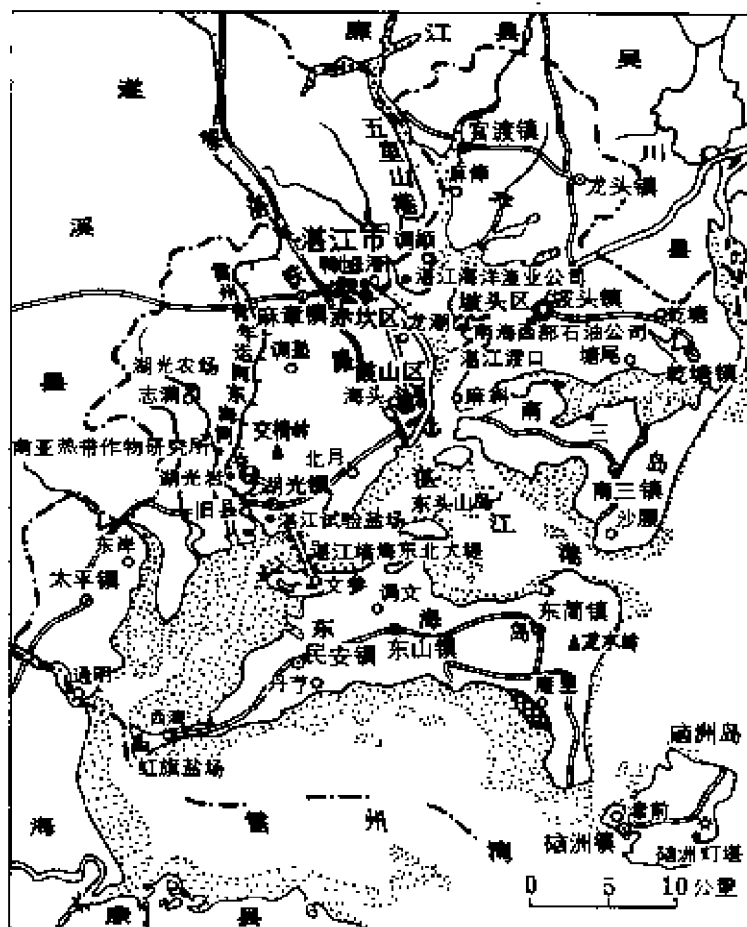 廉江县
吴川县
遂溪县
五里山港
官渡镇
龙头镇
湛江市
调顺
湛江海洋渔业公司
坡头区
坡头镇
乾塘
麻章镇
赤坎区
龙潮
南海西部石油公司
湖光农场
调塾
霞山区
湛江渡口
塘尾
乾塘镇
志满
海头
麻斜
南三岛
南亚热带作物研究所
交椅岭
北月
湖光岩
湖光镇
南三镇
旧县
东头山岛
沙腰
湛江港
湛江试验盐场
东岸
湛江堵海东北大堤
太平镇
文参
调文
东简镇
东海岛
龙水岭
民安镇
东山镇
通明
西湾
红旗盐场
硇洲岛
雷州湾
硇洲镇
硇洲灯塔
海康县
0 5 10公里